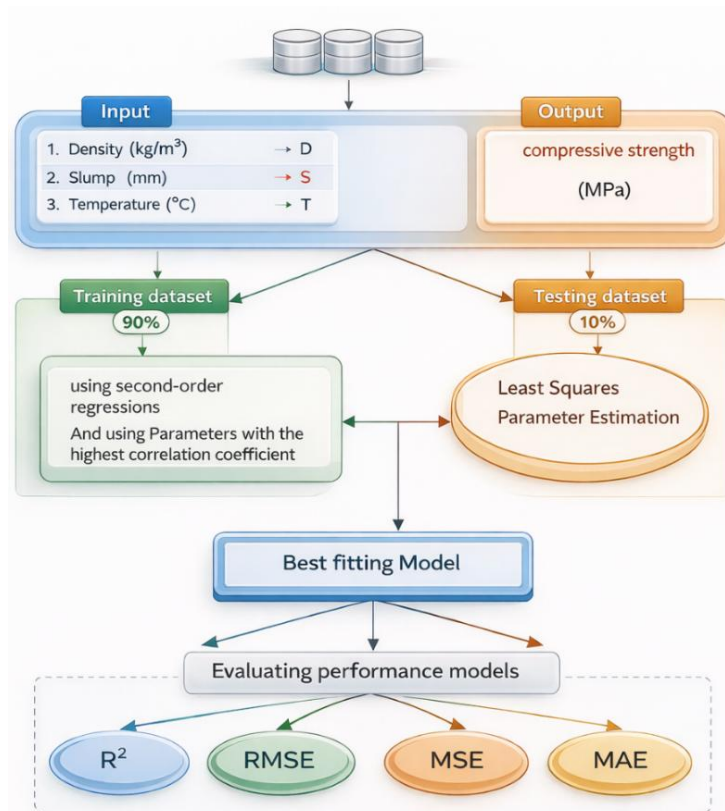 Input
Output
1. Density (kg/m³) → D
2. Slump (mm) → S
3. Temperature (°C) → T
compressive strength
(MPa)
Training dataset
90%
Testing dataset
10%
using second-order
regressions
And using Parameters with the
highest correlation coefficient
Least Squares
Parameter Estimation
Best fitting Model
Evaluating performance models
R²
RMSE
MSE
MAE